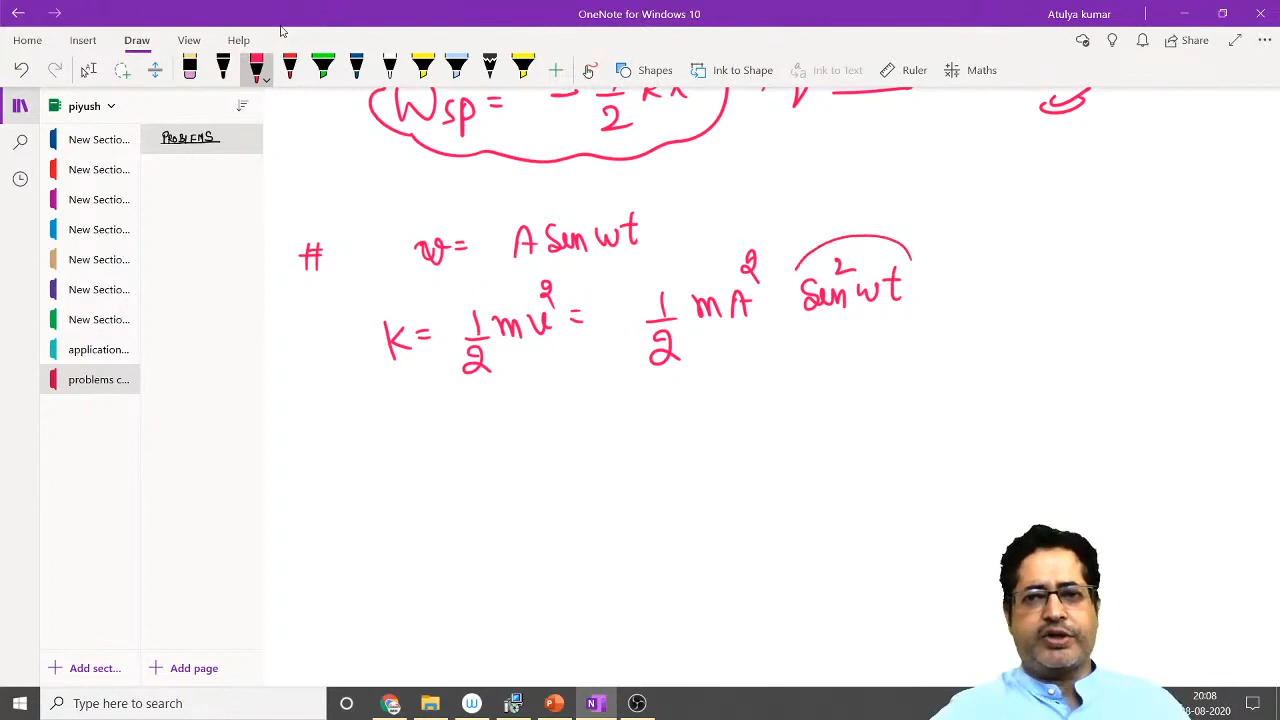 OneNote for Windows 10
Atulya kumar
Home Insert Draw View Help
Share
Shapes Ink to Shape Ink to Text Ruler Maths
piyush
PROBLEMS
New Sectio...
New Sectio...
New Sectio...
New Sectio...
New Sectio...
New Sectio...
New Sectio...
application...
problems c...
Wsp = - 1/2 kx
# v = A Sin wt
K = 1/2 mv² = 1/2 mA² Sin² wt
+ Add sect... + Add page
Type here to search
20:08
-08-2020